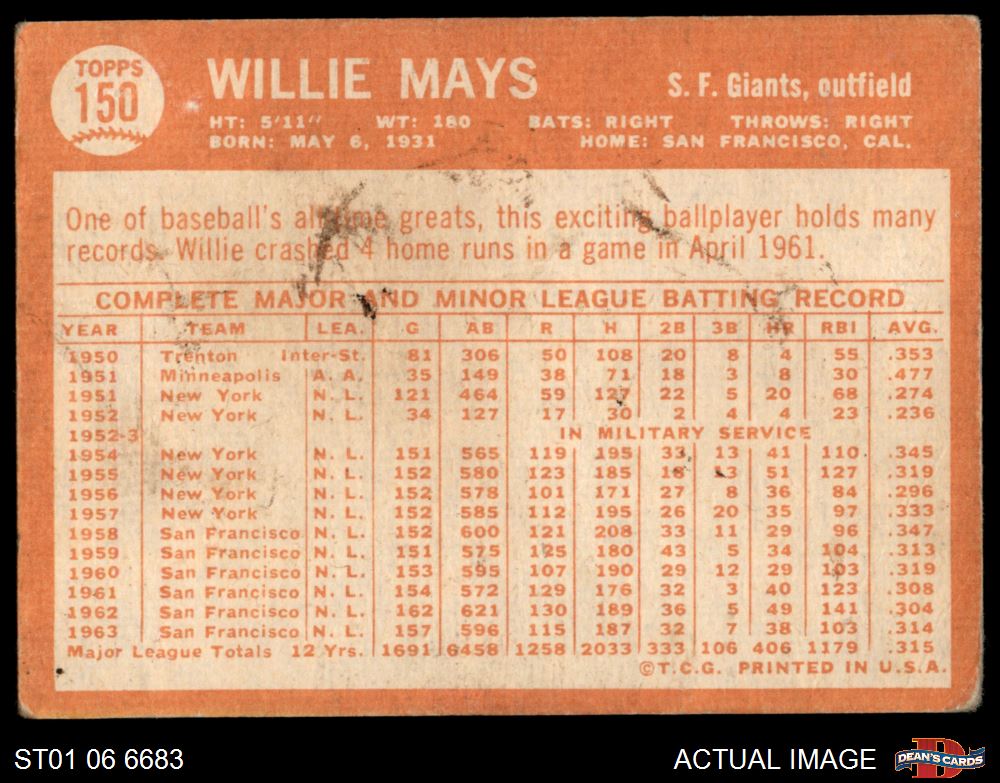 TOPPS
150
WILLIE MAYS
S. F. Giants, outfield
HT: 5'11" WT: 180 BATS: RIGHT THROWS: RIGHT
BORN: MAY 6, 1931 HOME: SAN FRANCISCO, CAL.
One of baseball's all-time greats, this exciting ballplayer holds many
records. Willie crashed 4 home runs in a game in April 1961.
COMPLETE MAJOR AND MINOR LEAGUE BATTING RECORD
YEAR TEAM LEA. G AB R H 2B 3B HR RBI AVG.
1950 Trenton Inter-St. 81 306 50 108 20 8 4 55 .353
1951 Minneapolis A. A. 35 149 38 71 18 3 8 30 .477
1951 New York N. L. 121 464 59 127 22 5 20 68 .274
1952 New York N. L. 34 127 17 30 2 4 4 23 .236
1952-3 IN MILITARY SERVICE
1954 New York N. L. 151 565 119 195 33 13 41 110 .345
1955 New York N. L. 152 580 123 185 18 13 51 127 .319
1956 New York N. L. 152 578 101 171 27 8 36 84 .296
1957 New York N. L. 152 585 112 195 26 20 35 97 .333
1958 San Francisco N. L. 152 600 121 208 33 11 29 96 .347
1959 San Francisco N. L. 151 575 125 180 43 5 34 104 .313
1960 San Francisco N. L. 153 595 107 190 29 12 29 103 .319
1961 San Francisco N. L. 154 572 129 176 32 3 40 123 .308
1962 San Francisco N. L. 162 621 130 189 36 5 49 141 .304
1963 San Francisco N. L. 157 596 115 187 32 7 38 103 .314
Major League Totals 12 Yrs. 1691 6458 1258 2033 333 106 406 1179 .315
©T.C.G. PRINTED IN U.S.A.
ST01 06 6683
ACTUAL IMAGE
D
DEAN'S CARDS